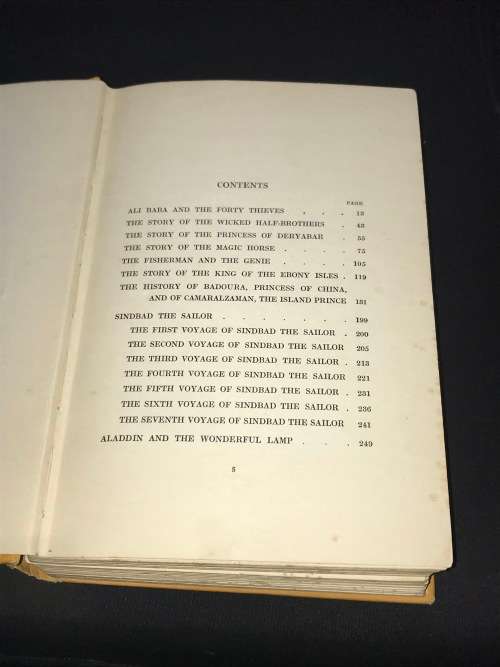 CONTENTS
PAGE
ALI BABA AND THE FORTY THIEVES . . . 13
THE STORY OF THE WICKED HALF-BROTHERS . 43
THE STORY OF THE PRINCESS OF DERYABAR . 55
THE STORY OF THE MAGIC HORSE . . . . 75
THE FISHERMAN AND THE GENIE . . . . 105
THE STORY OF THE KING OF THE EBONY ISLES . 119
THE HISTORY OF BADOURA, PRINCESS OF CHINA,
AND OF CAMARALZAMAN, THE ISLAND PRINCE 131
SINDBAD THE SAILOR . . . . . . 199
THE FIRST VOYAGE OF SINDBAD THE SAILOR . 200
THE SECOND VOYAGE OF SINDBAD THE SAILOR 205
THE THIRD VOYAGE OF SINDBAD THE SAILOR . 213
THE FOURTH VOYAGE OF SINDBAD THE SAILOR 221
THE FIFTH VOYAGE OF SINDBAD THE SAILOR . 231
THE SIXTH VOYAGE OF SINDBAD THE SAILOR . 236
THE SEVENTH VOYAGE OF SINDBAD THE SAILOR 241
ALADDIN AND THE WONDERFUL LAMP . . . 249
5